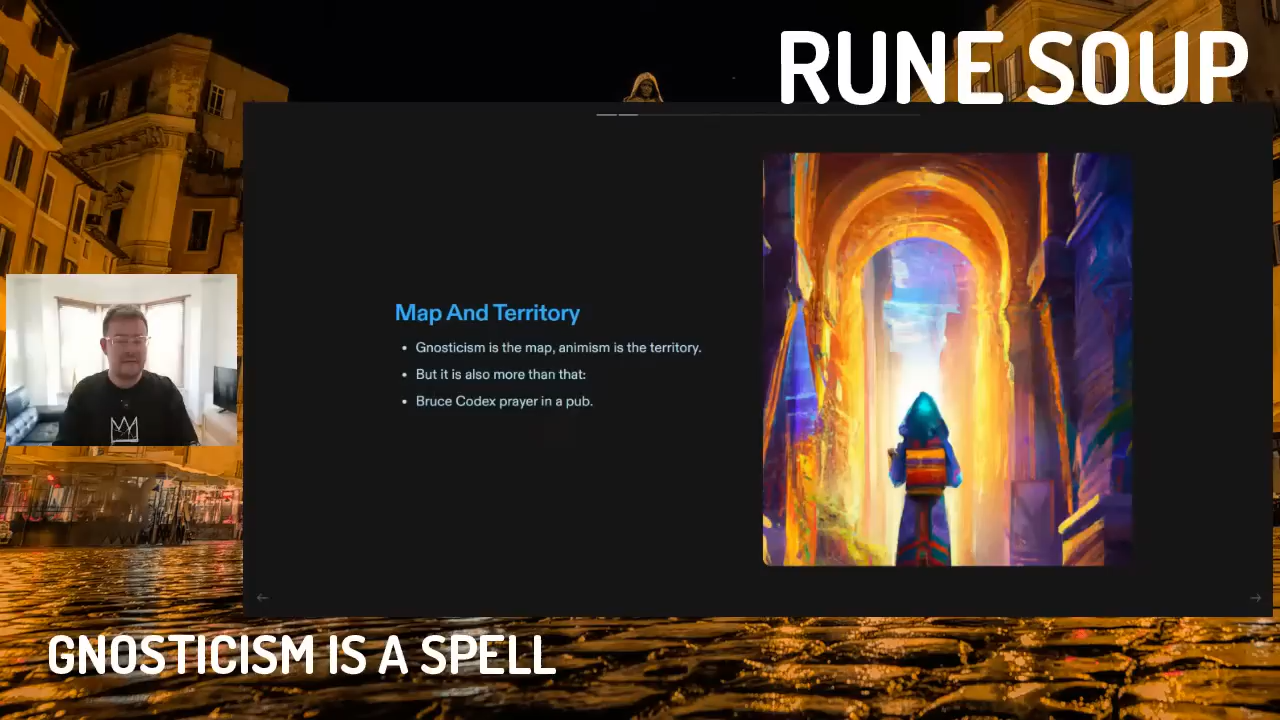 RUNE SOUP
Map And Territory
• Gnosticism is the map, animism is the territory.
• But it is also more than that:
• Bruce Codex prayer in a pub.
GNOSTICISM IS A SPELL